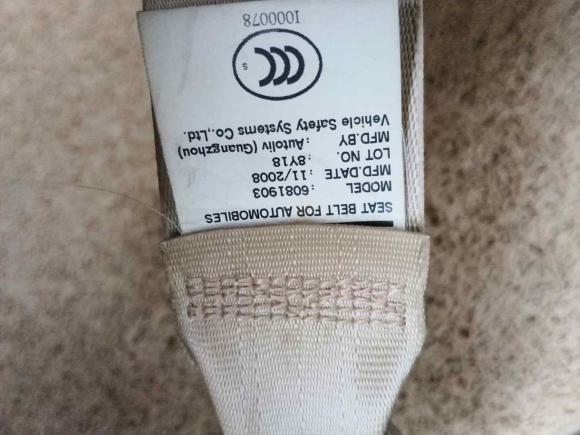 SEAT BELT FOR AUTOMOBILES
MODEL :6081903
MFD.DATE :11/2008
LOT NO. :8Y18
MFD.BY :Autoliv (Guangzhou)
Vehicle Safety Systems Co.,Ltd.
CCC S
I000078